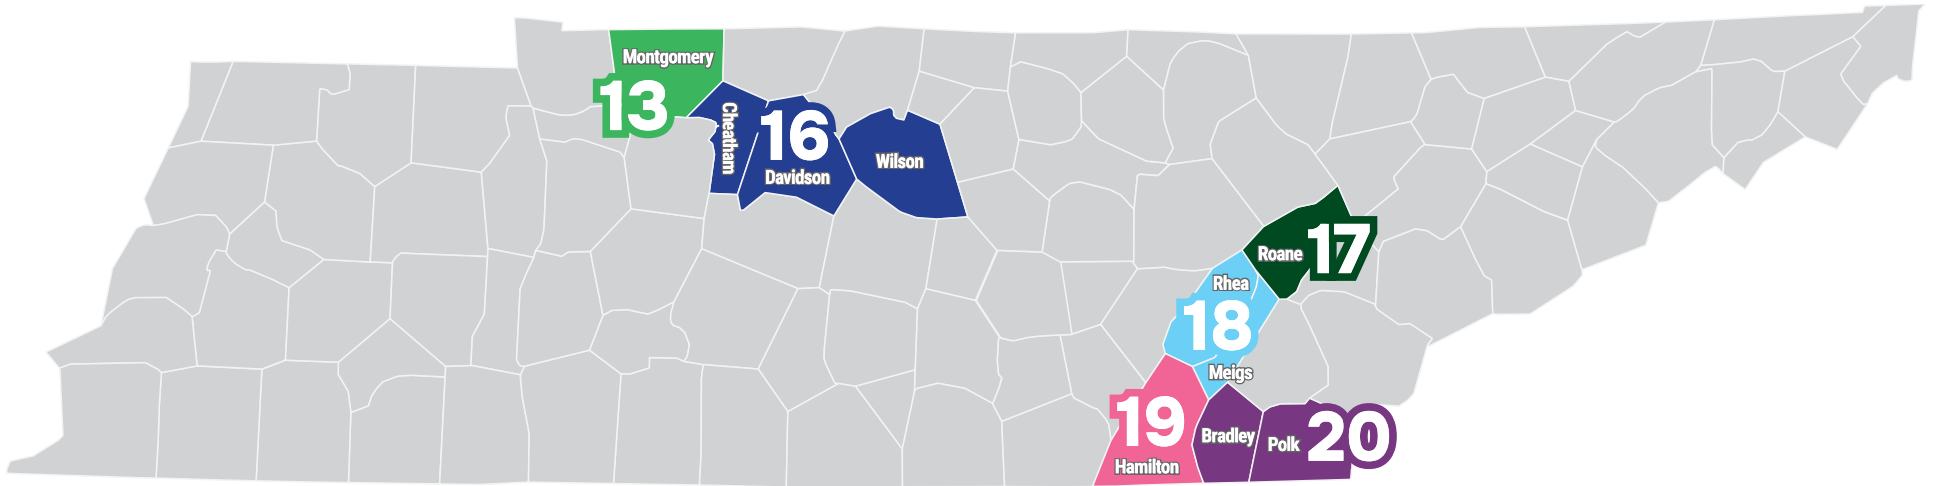 Montgomery
13
Cheatham
16
Davidson
Wilson
Roane
17
Rhea
18
Meigs
19
Hamilton
Bradley
Polk
20